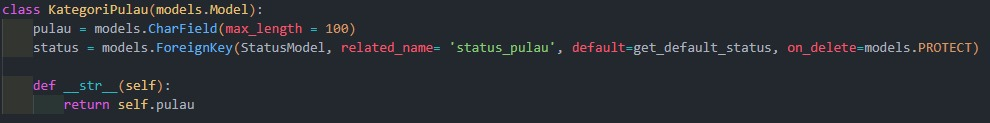 class KategoriPulau(models.Model):
    pulau = models.CharField(max_length = 100)
    status = models.ForeignKey(StatusModel, related_name= 'status_pulau', default=get_default_status, on_delete=models.PROTECT)

    def __str__(self):
        return self.pulau